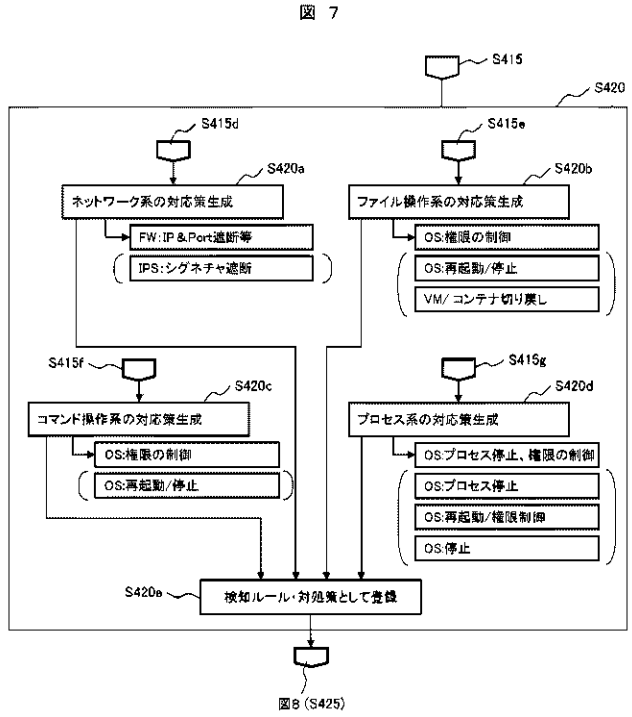 図 7
S415
S420
S415d
S415e
S420a
S420b
ネットワーク系の対応策生成
ファイル操作系の対応策生成
FW:IP&Port遮断等
OS:権限の制御
IPS:シグネチャ遮断
OS:再起動/停止
VM/コンテナ切り戻し
S415f
S415g
S420c
S420d
コマンド操作系の対応策生成
プロセス系の対応策生成
OS:権限の制御
OS:プロセス停止、権限の制御
OS:再起動/停止
OS:プロセス停止
OS:再起動/権限制御
OS:停止
S420e
検知ルール・対処策として登録
図8(S425)